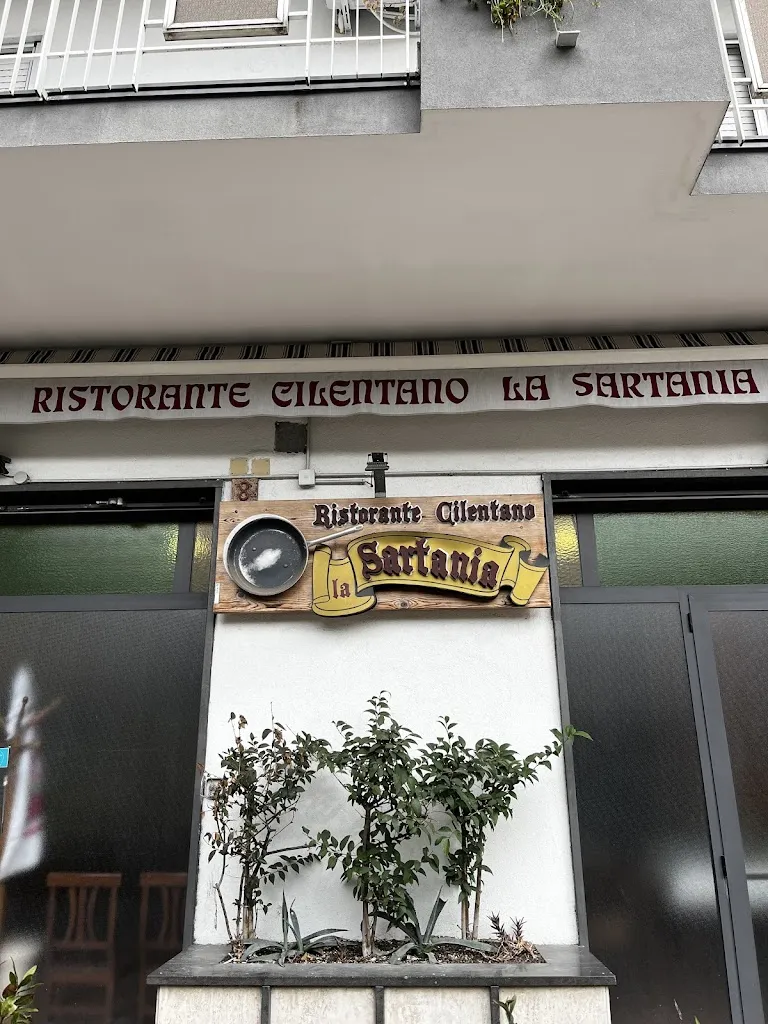 RISTORANTE CILENTANO LA SARTANIA
8
Ristorante Cilentano
la Sartania